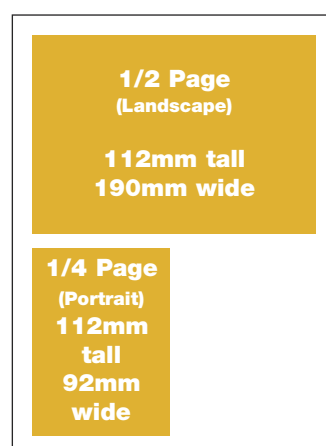 1/2 Page
(Landscape)
112mm tall
190mm wide
1/4 Page
(Portrait)
112mm
tall
92mm
wide